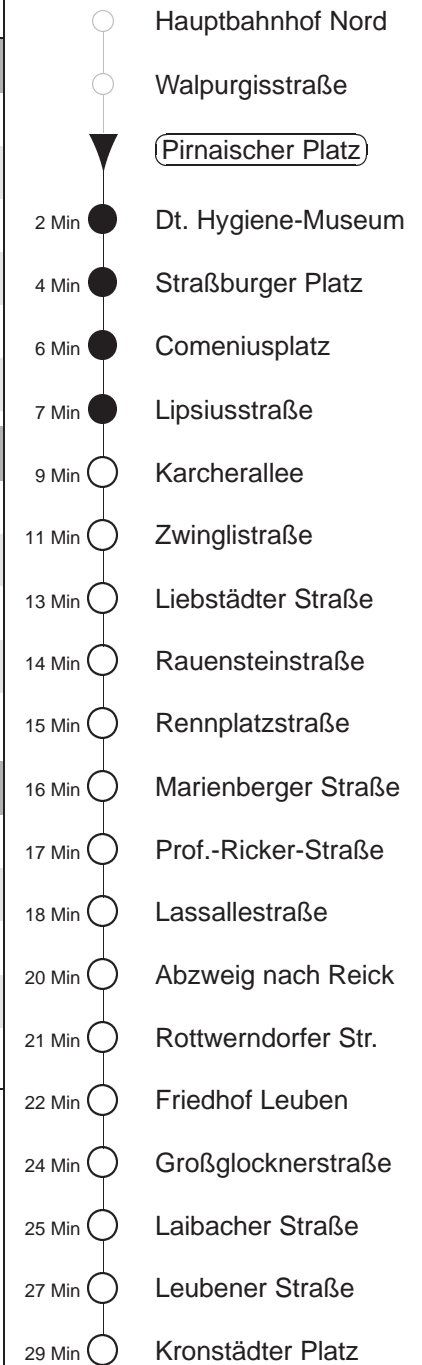 Hauptbahnhof Nord
Walpurgisstraße
Pirnaischer Platz
2 Min Dt. Hygiene-Museum
4 Min Straßburger Platz
6 Min Comeniusplatz
7 Min Lipsiusstraße
9 Min Karcherallee
11 Min Zwinglistraße
13 Min Liebstädter Straße
14 Min Rauensteinstraße
15 Min Rennplatzstraße
16 Min Marienberger Straße
17 Min Prof.-Ricker-Straße
18 Min Lassallestraße
20 Min Abzweig nach Reick
21 Min Rottwerndorfer Str.
22 Min Friedhof Leuben
24 Min Großglocknerstraße
25 Min Laibacher Straße
27 Min Leubener Straße
29 Min Kronstädter Platz